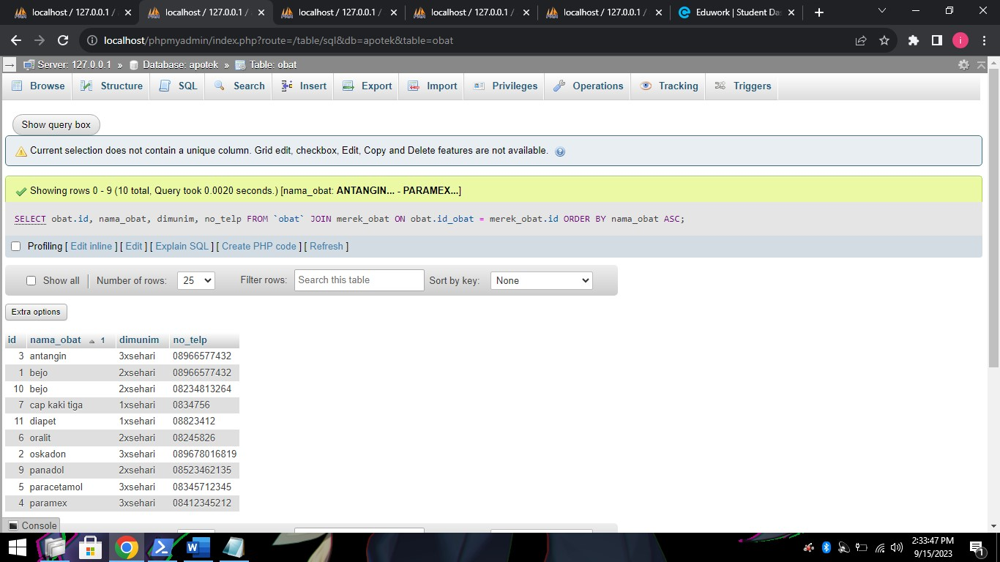 localhost / 127.0.0.1 /
localhost / 127.0.0.1 /
localhost / 127.0.0.1 /
localhost / 127.0.0.1 /
localhost / 127.0.0.1 /
Eduwork | Student Da
localhost/phpmyadmin/index.php?route=/table/sql&db=apotek&table=obat
i
Server: 127.0.0.1 » Database: apotek » Table: obat
Browse Structure SQL Search Insert Export Import Privileges Operations Tracking Triggers
Show query box
Current selection does not contain a unique column. Grid edit, checkbox, Edit, Copy and Delete features are not available.
Showing rows 0 - 9 (10 total, Query took 0.0020 seconds.) [nama_obat: ANTANGIN... - PARAMEX...]
SELECT obat.id, nama_obat, dimunim, no_telp FROM `obat` JOIN merek_obat ON obat.id_obat = merek_obat.id ORDER BY nama_obat ASC;
Profiling [ Edit inline ] [ Edit ] [ Explain SQL ] [ Create PHP code ] [ Refresh ]
Show all Number of rows: 25 Filter rows: Search this table Sort by key: None
Extra options
id nama_obat 1 dimunim no_telp
3 antangin 3xsehari 08966577432
1 bejo 2xsehari 08966577432
10 bejo 2xsehari 08234813264
7 cap kaki tiga 1xsehari 0834756
11 diapet 1xsehari 08823412
6 oralit 2xsehari 08245826
2 oskadon 3xsehari 089678016819
9 panadol 2xsehari 08523462135
5 paracetamol 3xsehari 08345712345
4 paramex 3xsehari 08412345212
Console
2:33:47 PM
9/15/2023
1